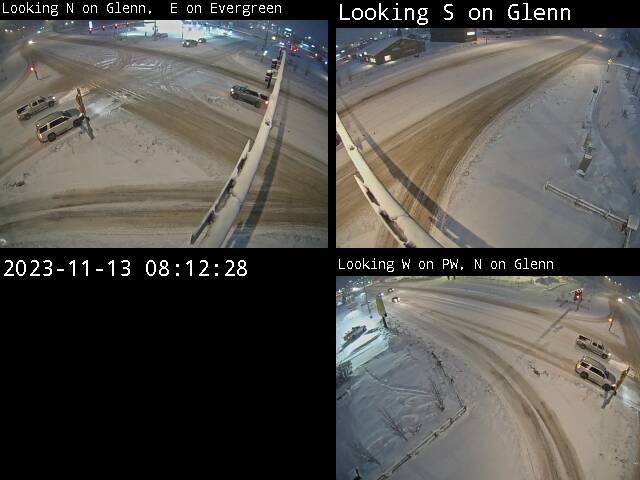 Looking N on Glenn,  E on Evergreen
Looking S on Glenn
2023-11-13 08:12:28
Looking W on PW, N on Glenn